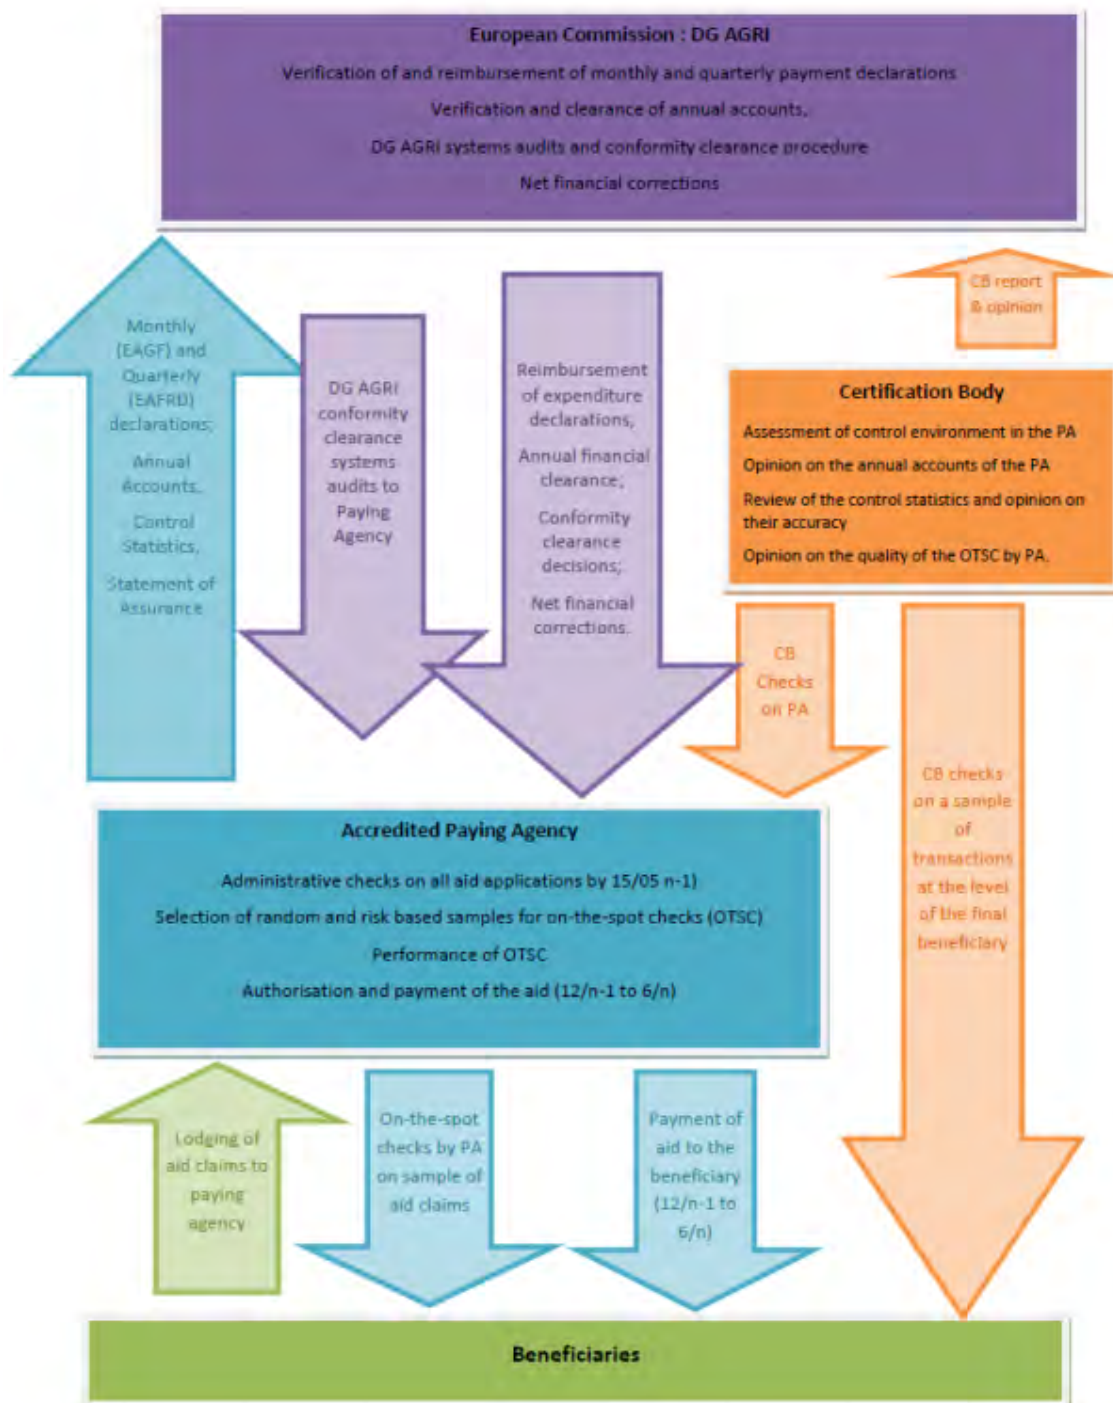 European Commission : DG AGRI
Verification of and reimbursement of monthly and quarterly payment declarations
Verification and clearance of annual accounts.
DG AGRI systems audits and conformity clearance procedure
Net financial corrections
Monthly
(EAGF) and
Quarterly
(EAFRD)
declarations;
Annual
Accounts.
Control
Statistics.
Statement of
Assurance
DG AGRI
conformity
clearance
systems
audits to
Paying
Agency
Reimbursement
of expenditure
declarations;
Annual financial
clearance;
Conformity
clearance
decisions;
Net financial
corrections.
CB report
& opinion
Certification Body
Assessment of control environment in the PA
Opinion on the annual accounts of the PA
Review of the control statistics and opinion on
their accuracy
Opinion on the quality of the OTSC by PA.
CB
Checks
on PA
CB checks
on a sample
of
transactions
at the level
of the final
beneficiary
Accredited Paying Agency
Administrative checks on all aid applications by 15/05 n-1)
Selection of random and risk based samples for on-the-spot checks (OTSC)
Performance of OTSC
Authorisation and payment of the aid (12/n-1 to 6/n)
Lodging of
aid claims to
paying
agency
On-the-spot
checks by PA
on sample of
aid claims
Payment of
aid to the
beneficiary
(12/n-1 to
6/n)
Beneficiaries